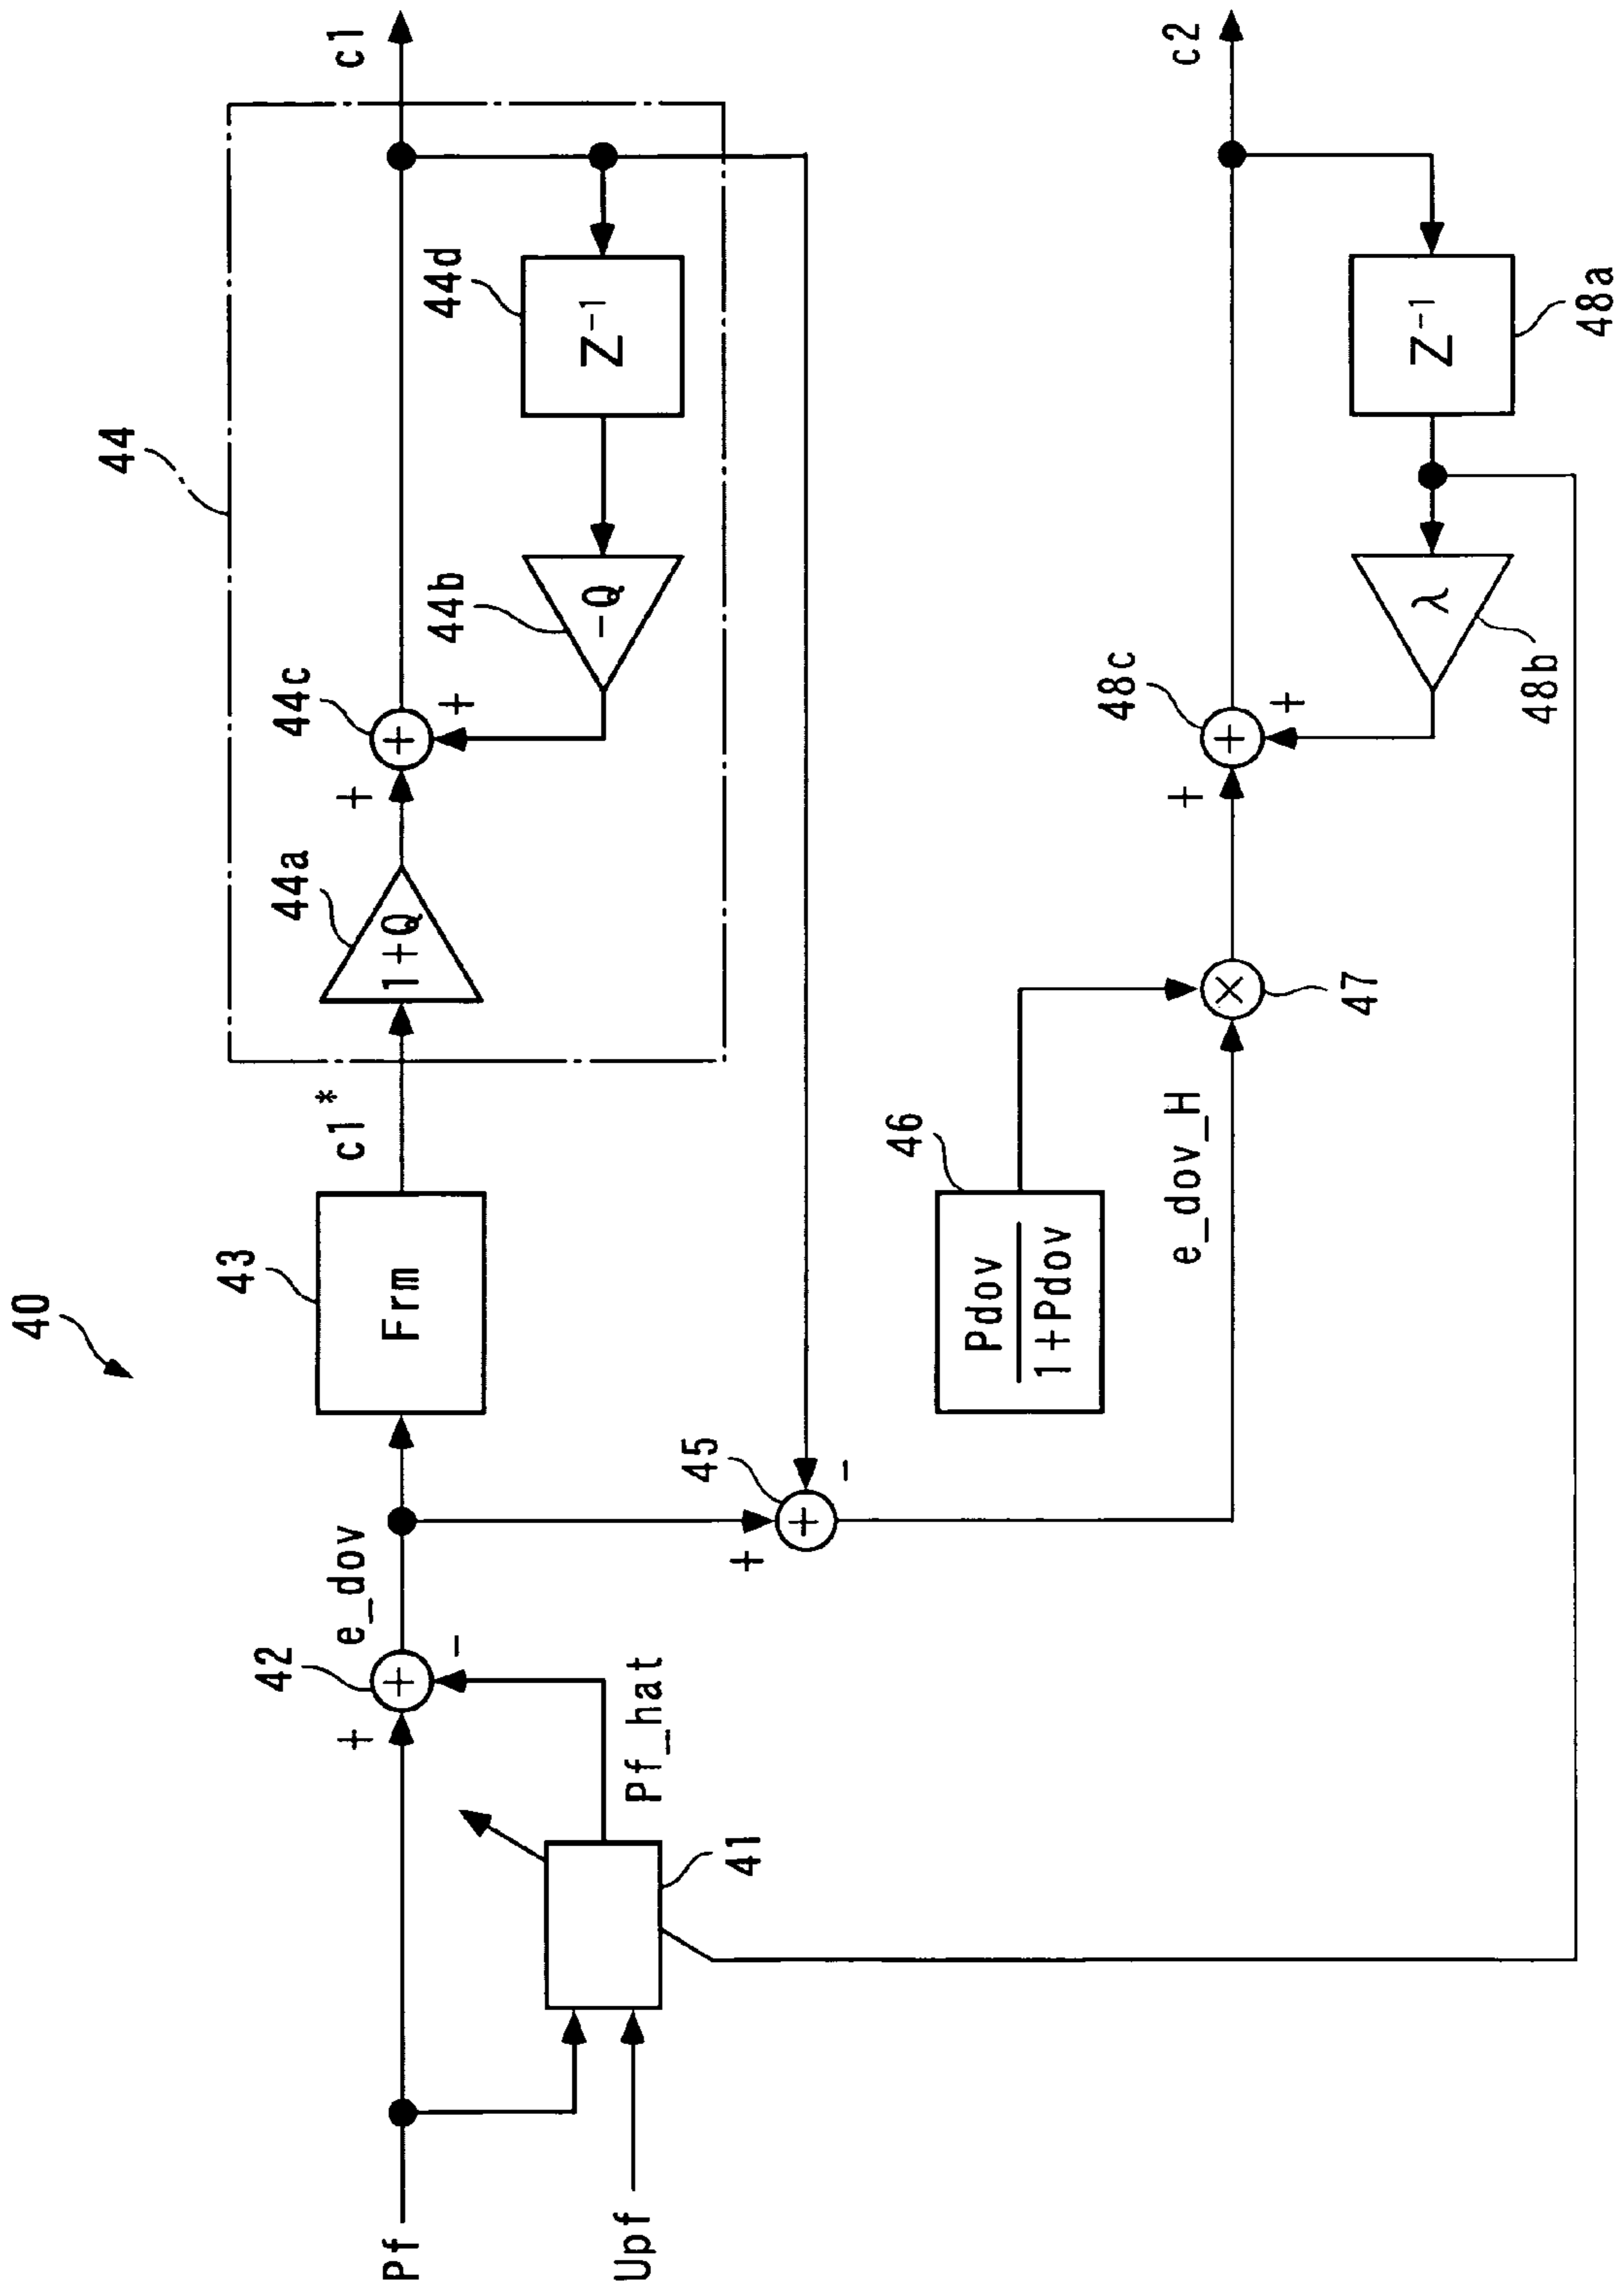 40
44
Pf
+
42
+
-
e_dov
43
Frm
c1*
44a
1+Q
+
44c
+
+
c1
44b
-Q
44d
Z⁻¹
Upf
41
Pf_hat
+
45
+
-
46
Pdov
1+Pdov
e_dov_H
×
47
+
48c
+
+
c2
48b
λ
Z⁻¹
48a